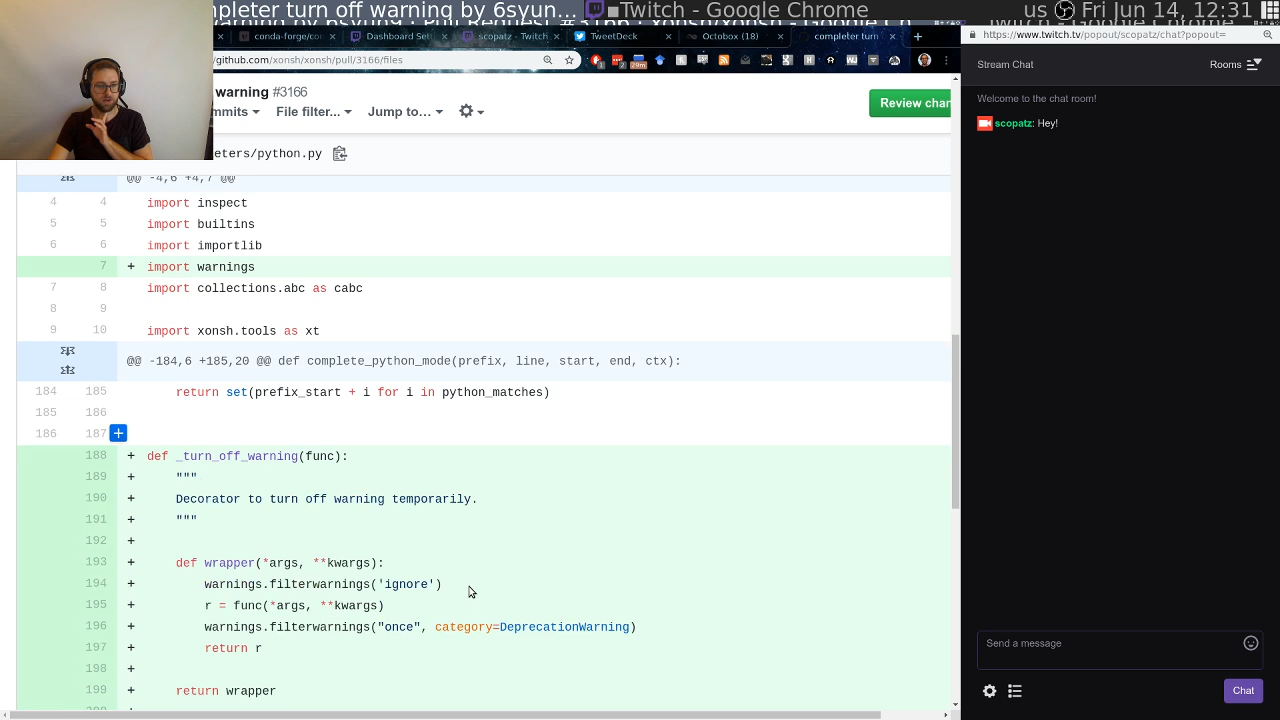 mpleter turn off warning by 6syun...
Twitch - Google Chrome
us
Fri Jun 14, 12:31
conda-forge/con
Dashboard Set
scopatz - Twitch
TweetDeck
Octobox (18)
completer turn
github.com/xonsh/xonsh/pull/3166/files
https://www.twitch.tv/popout/scopatz/chat?popout=
warning #3166
mmits
File filter...
Jump to...
Review char
eters/python.py
@@ -4,6 +4,7 @@
4 4 import inspect
5 5 import builtins
6 6 import importlib
7 + import warnings
7 8 import collections.abc as cabc
8 9
9 10 import xonsh.tools as xt
@@ -184,6 +185,20 @@ def complete_python_mode(prefix, line, start, end, ctx):
184 185 return set(prefix_start + i for i in python_matches)
185 186
186 187
188 + def _turn_off_warning(func):
189 + """
190 + Decorator to turn off warning temporarily.
191 + """
192 +
193 + def wrapper(*args, **kwargs):
194 + warnings.filterwarnings('ignore')
195 + r = func(*args, **kwargs)
196 + warnings.filterwarnings("once", category=DeprecationWarning)
197 + return r
198 +
199 + return wrapper
Stream Chat
Rooms
Welcome to the chat room!
scopatz: Hey!
Send a message
Chat